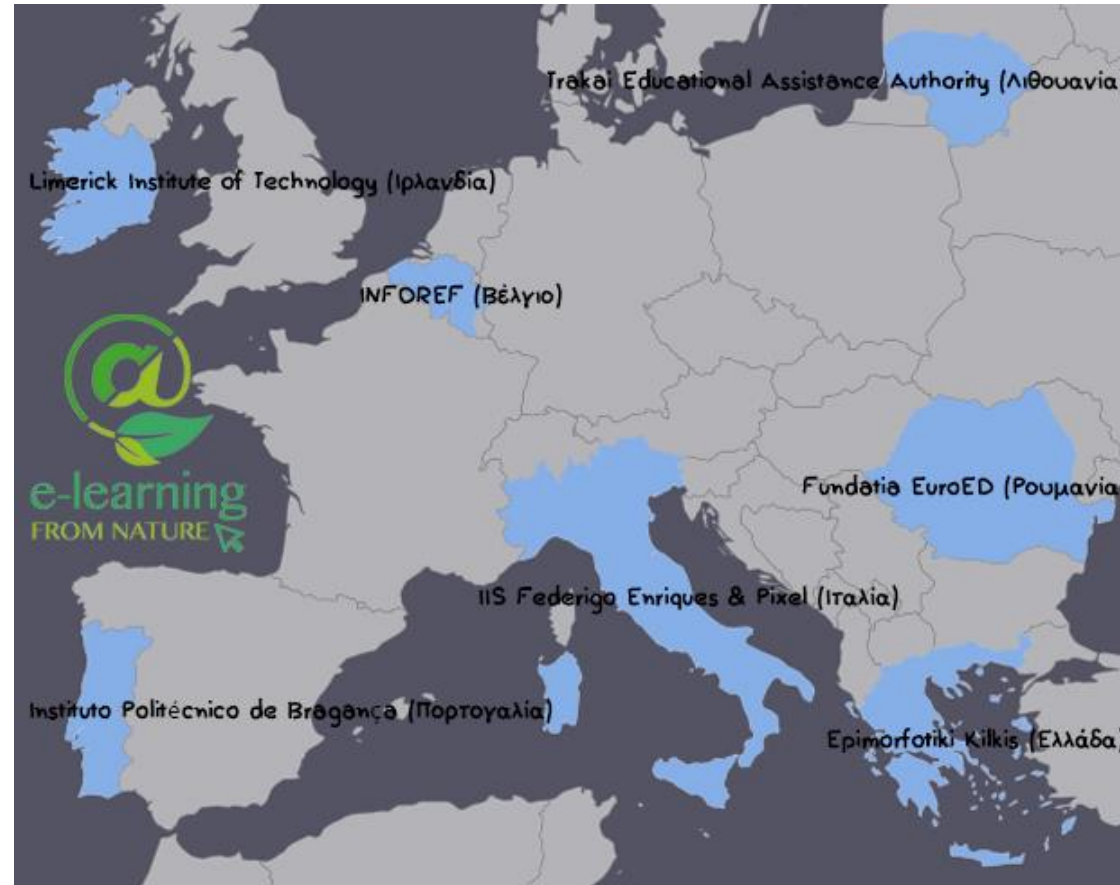 Trakai Educational Assistance Authority (Λιθουανία
Limerick Institute of Technology (Ιρλανδία)
INFOREF (Βέλγιο)
@
e-learning
FROM NATURE
Fundatia EuroED (Ρουμανία
IIS Federigo Enriques & Pixel (Ιταλία)
Instituto Politécnico de Bragança (Πορτογαλία)
Epimorfotiki Kilkis (Ελλάδα)